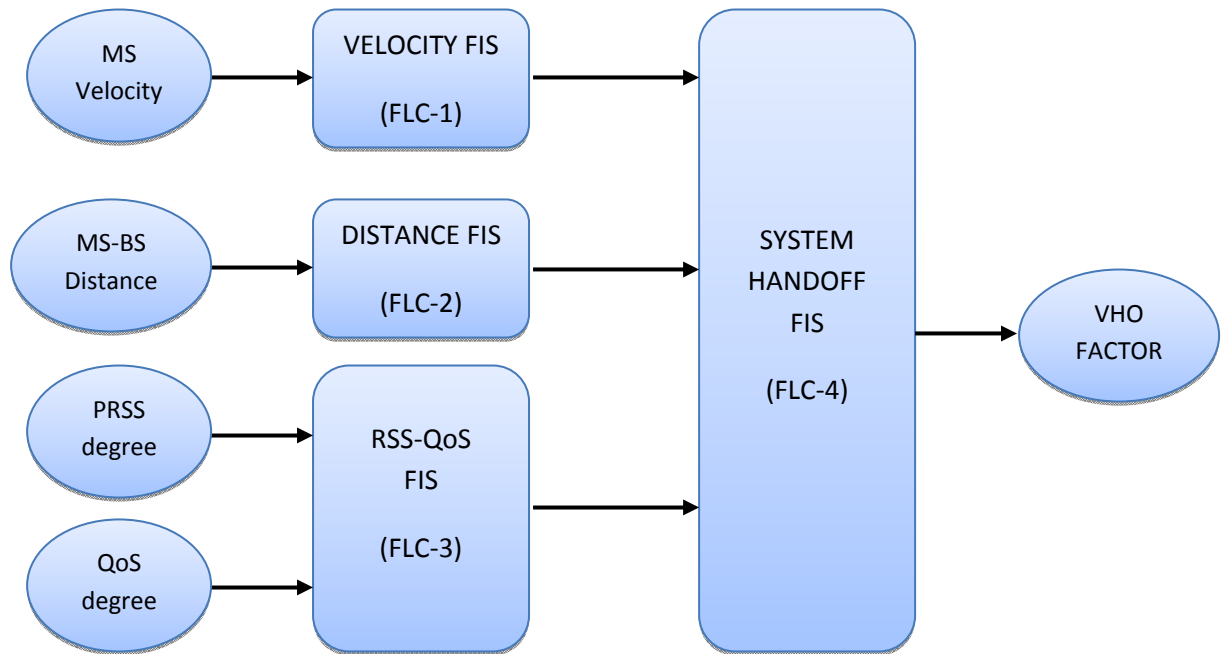 MS
Velocity
VELOCITY FIS
(FLC-1)
MS-BS
Distance
DISTANCE FIS
(FLC-2)
PRSS
degree
QoS
degree
RSS-QoS
FIS
(FLC-3)
SYSTEM
HANDOFF
FIS
(FLC-4)
VHO
FACTOR